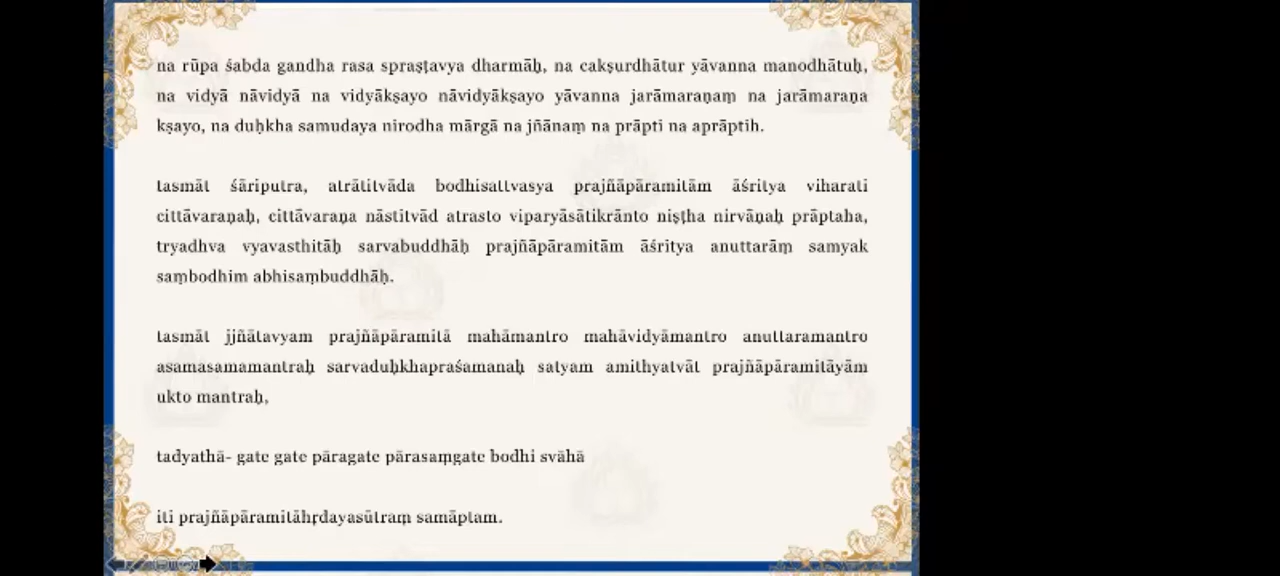 na rūpa śabda gandha rasa spraṣṭavya dharmāḥ, na cakṣurdhātur yāvanna manodhātuḥ,
na vidyā nāvidyā na vidyākṣayo nāvidyākṣayo yāvanna jarāmaraṇaṃ na jarāmaraṇa
kṣayo, na duḥkha samudaya nirodha mārgā na jñānaṃ na prāpti na aprāptiḥ.
tasmāt śāriputra, atrātitvāda bodhisattvasya prajñāpāramitām āśritya viharati
cittāvaraṇaḥ, cittāvaraṇa nāstitvād atrasto viparyāsātikrānto niṣṭha nirvāṇaḥ prāptaha,
tryadhva vyavasthitāḥ sarvabuddhāḥ prajñāpāramitām āśritya anuttarāṃ samyak
saṃbodhim abhisaṃbuddhāḥ.
tasmāt jjñātavyam prajñāpāramitā mahāmantro mahāvidyāmantro anuttaramantro
asamasamamantraḥ sarvaduḥkhapraśamanaḥ satyam amithyatvāt prajñāpāramitāyām
ukto mantraḥ,
tadyathā- gate gate pāragate pārasaṃgate bodhi svāhā
iti prajñāpāramitāhṛdayasūtraṃ samāptam.